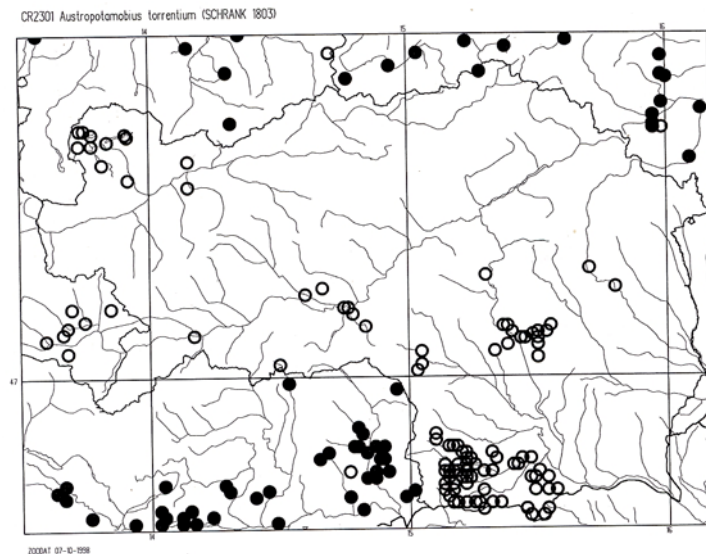 CR2301 Austropotamobius torrentium (SCHRANK 1803)
14 15 16
47
14 15 16
ZOODAT 07-10-1998